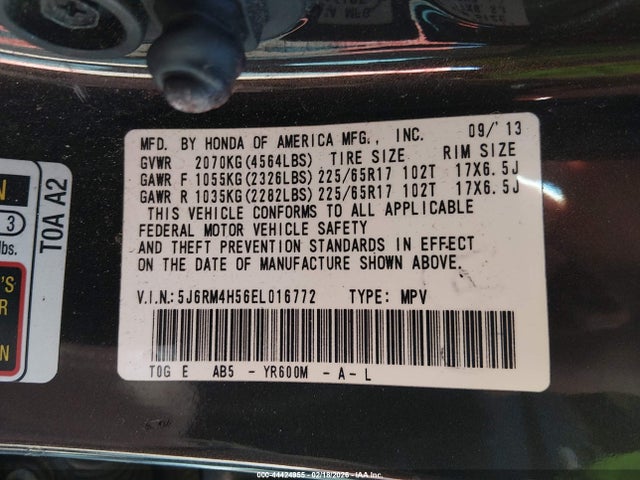 MFD. BY HONDA OF AMERICA MFG., INC. 09/'13
GVWR 2070KG(4564LBS) TIRE SIZE RIM SIZE
GAWR F 1055KG(2326LBS) 225/65R17 102T 17X6.5J
GAWR R 1035KG(2282LBS) 225/65R17 102T 17X6.5J
THIS VEHICLE CONFORMS TO ALL APPLICABLE
FEDERAL MOTOR VEHICLE SAFETY
AND THEFT PREVENTION STANDARDS IN EFFECT
ON THE DATE OF MANUFACTURE SHOWN ABOVE.
V.I.N.:5J6RM4H56EL016772 TYPE: MPV
T0G E AB5 - YR600M - A - L
N
3
lbs.
'S
R
N
T0A A2
000-44424955 - 02/18/2026 - IAA Inc.